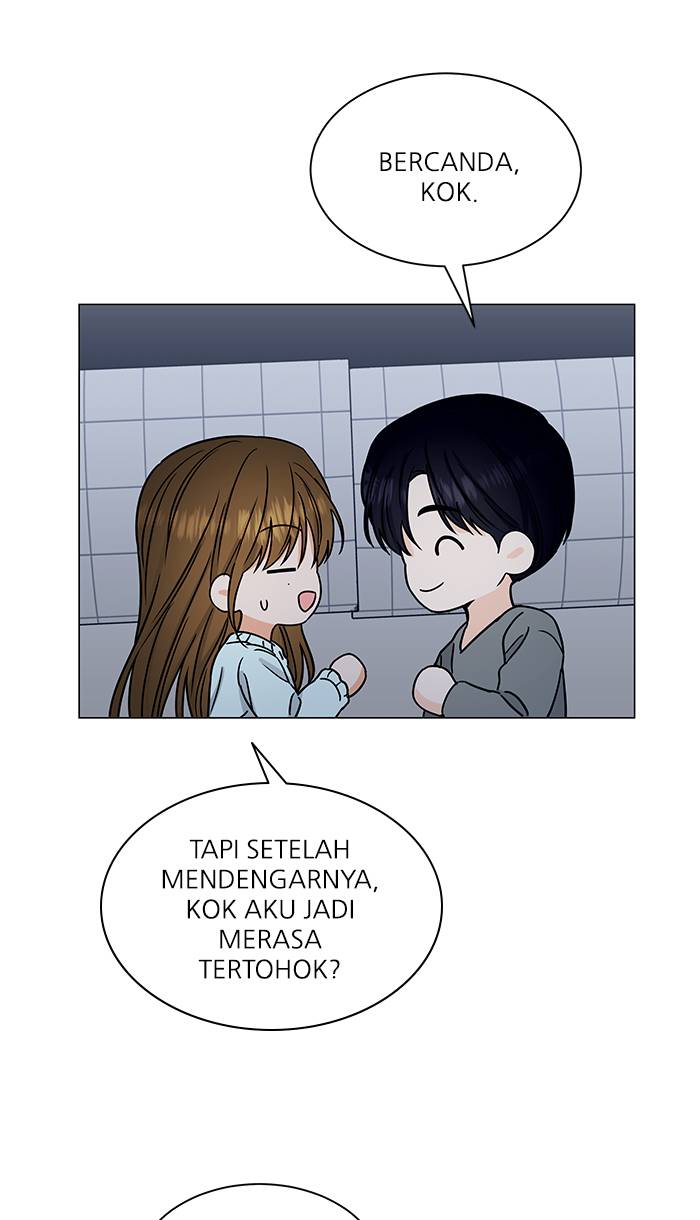 BERCANDA,
KOK.
TAPI SETELAH
MENDENGARNYA,
KOK AKU JADI
MERASA
TERTOHOK?